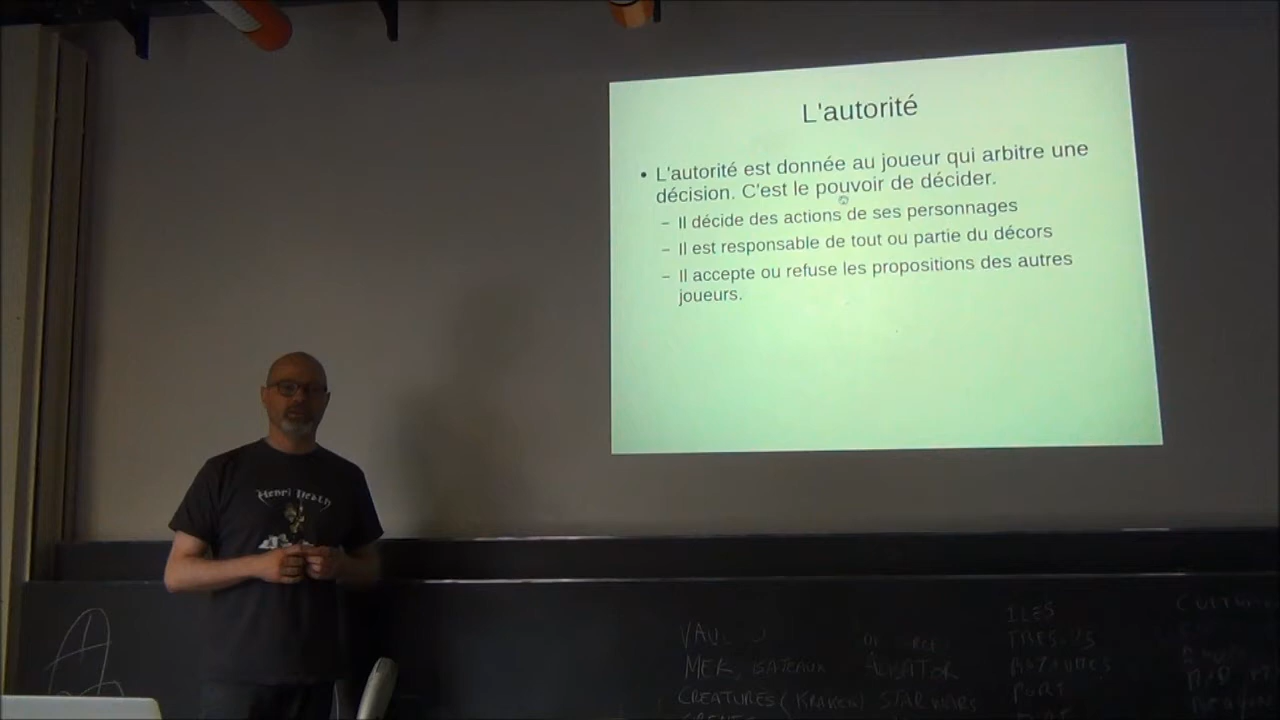 L'autorité
• L'autorité est donnée au joueur qui arbitre une
décision. C'est le pouvoir de décider.
– Il décide des actions de ses personnages
– Il est responsable de tout ou partie du décors
– Il accepte ou refuse les propositions des autres
joueurs.
Henri
A
ILES
MER, BATEAUX
CREATURES (KRAKEN) STAR WARS
PORT